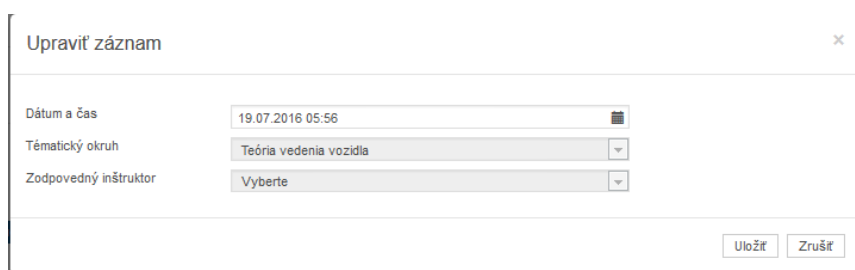 Upraviť záznam
Dátum a čas 19.07.2016 05:56
Tématický okruh Teória vedenia vozidla
Zodpovedný inštruktor Vyberte
Uložiť Zrušiť